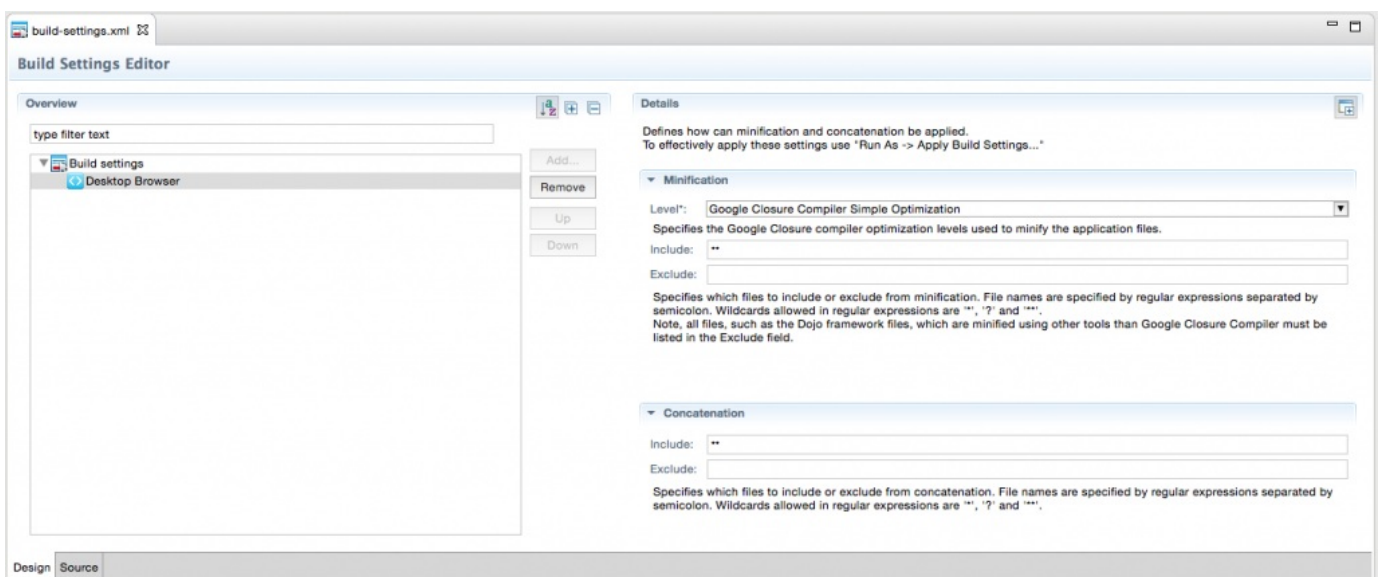 build-settings.xml
Build Settings Editor
Overview
type filter text
Build settings
Desktop Browser
Add...
Remove
Up
Down
Details
Defines how can minification and concatenation be applied.
To effectively apply these settings use "Run As -> Apply Build Settings..."
Minification
Level*: Google Closure Compiler Simple Optimization
Specifies the Google Closure compiler optimization levels used to minify the application files.
Include: **
Exclude:
Specifies which files to include or exclude from minification. File names are specified by regular expressions separated by
semicolon. Wildcards allowed in regular expressions are '*', '?' and '**'.
Note, all files, such as the Dojo framework files, which are minified using other tools than Google Closure Compiler must be
listed in the Exclude field.
Concatenation
Include: **
Exclude:
Specifies which files to include or exclude from concatenation. File names are specified by regular expressions separated by
semicolon. Wildcards allowed in regular expressions are '*', '?' and '**'.
Design Source